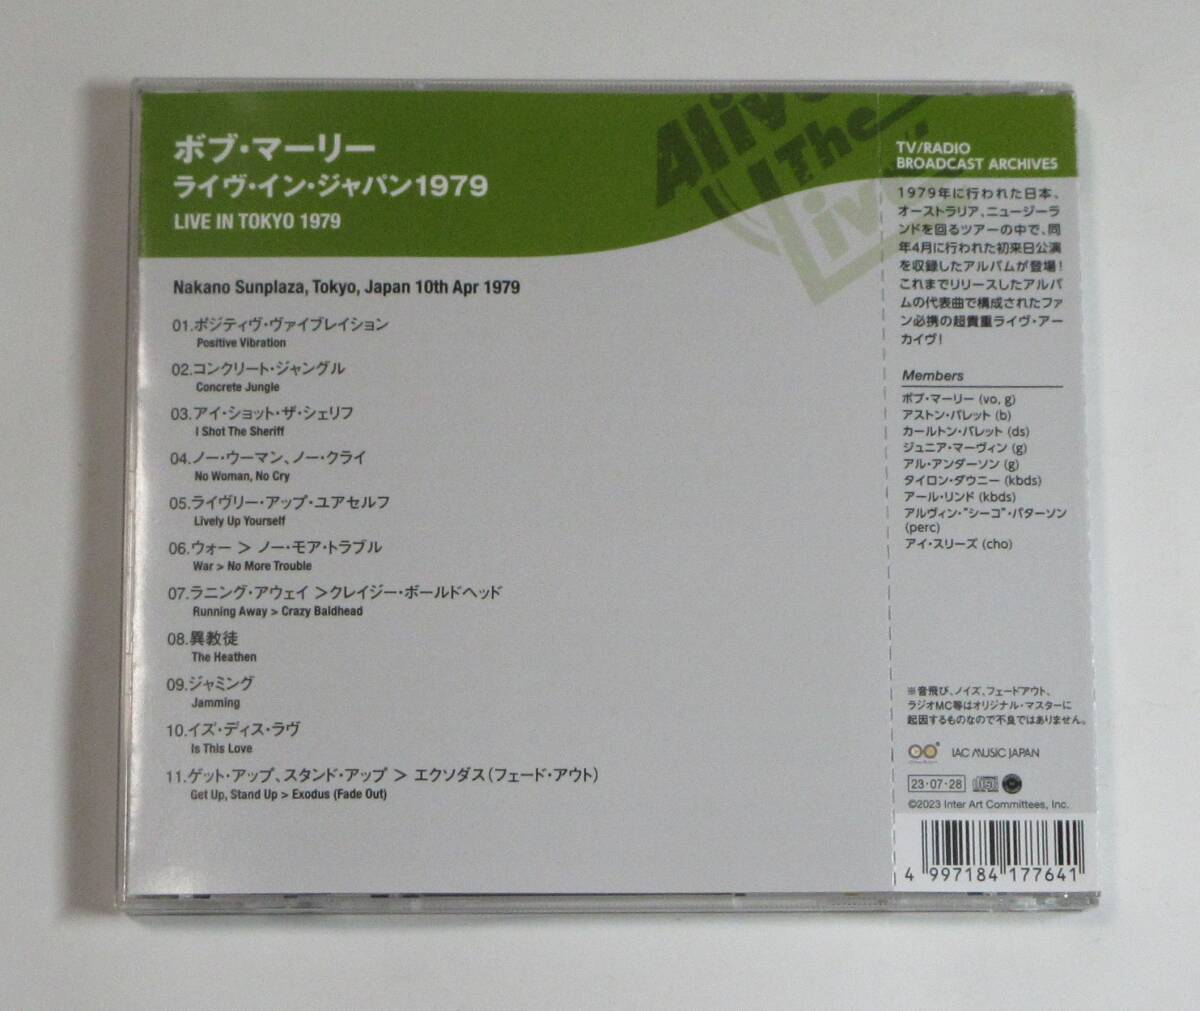 ボブ・マーリー
ライヴ・イン・ジャパン1979
LIVE IN TOKYO 1979
Alive
The
Live
Nakano Sunplaza, Tokyo, Japan 10th Apr 1979
01.ポジティヴ・ヴァイブレイション
Positive Vibration
02.コンクリート・ジャングル
Concrete Jungle
03.アイ・ショット・ザ・シェリフ
I Shot The Sheriff
04.ノー・ウーマン、ノー・クライ
No Woman, No Cry
05.ライヴリー・アップ・ユアセルフ
Lively Up Yourself
06.ウォー > ノー・モア・トラブル
War > No More Trouble
07.ラニング・アウェイ >クレイジー・ボールドヘッド
Running Away > Crazy Baldhead
08.異教徒
The Heathen
09.ジャミング
Jamming
10.イズ・ディス・ラヴ
Is This Love
11.ゲット・アップ、スタンド・アップ > エクソダス(フェード・アウト)
Get Up, Stand Up > Exodus (Fade Out)
TV/RADIO
BROADCAST ARCHIVES
1979年に行われた日本、
オーストラリア、ニュージーラ
ンドを回るツアーの中で、同
年4月に行われた初来日公演
を収録したアルバムが登場!
これまでリリースしたアルバ
ムの代表曲で構成されたファ
ン必携の超貴重ライヴ・アー
カイヴ!
Members
ボブ・マーリー (vo, g)
アストン・バレット (b)
カールトン・バレット (ds)
ジュニア・マーヴィン (g)
アル・アンダーソン (g)
タイロン・ダウニー (kbds)
アール・リンド (kbds)
アルヴィン・"シーコ"・パターソン
(perc)
アイ・スリーズ (cho)
※音飛び、ノイズ、フェードアウト、
ラジオMC等はオリジナル・マスターに
起因するものなので不良ではありません。
IAC MUSIC JAPAN
23・07・28
©2023 Inter Art Committees, Inc.
4 997184 177641